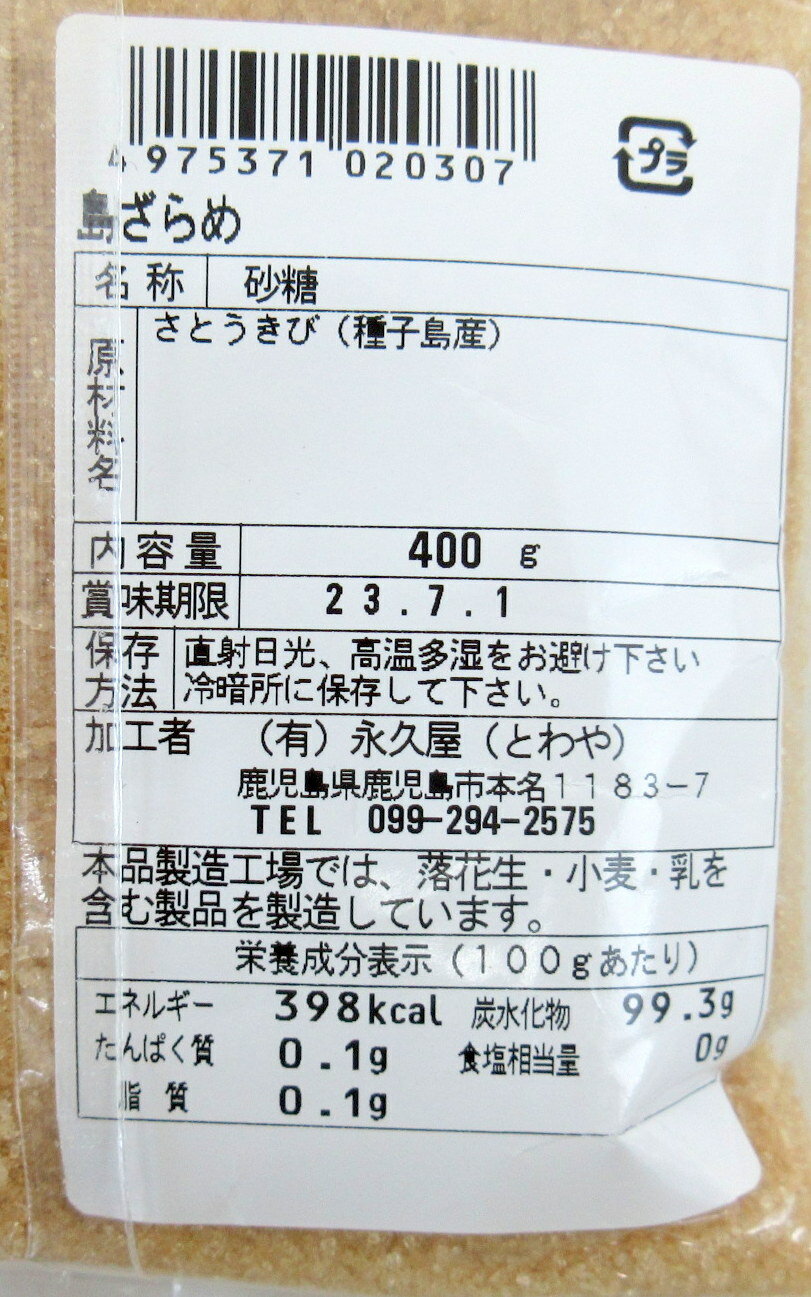 4 975371 020307
プラ
島ざらめ
名称 砂糖
原材料名 さとうきび（種子島産）
内容量 400 g
賞味期限 23.7.1
保存方法 直射日光、高温多湿をお避け下さい
冷暗所に保存して下さい。
加工者 （有）永久屋（とわや）
鹿児島県鹿児島市本名1183-7
TEL 099-294-2575
本品製造工場では、落花生・小麦・乳を
含む製品を製造しています。
栄養成分表示（100gあたり）
エネルギー 398kcal 炭水化物 99.3g
たんぱく質 0.1g 食塩相当量 0g
脂質 0.1g